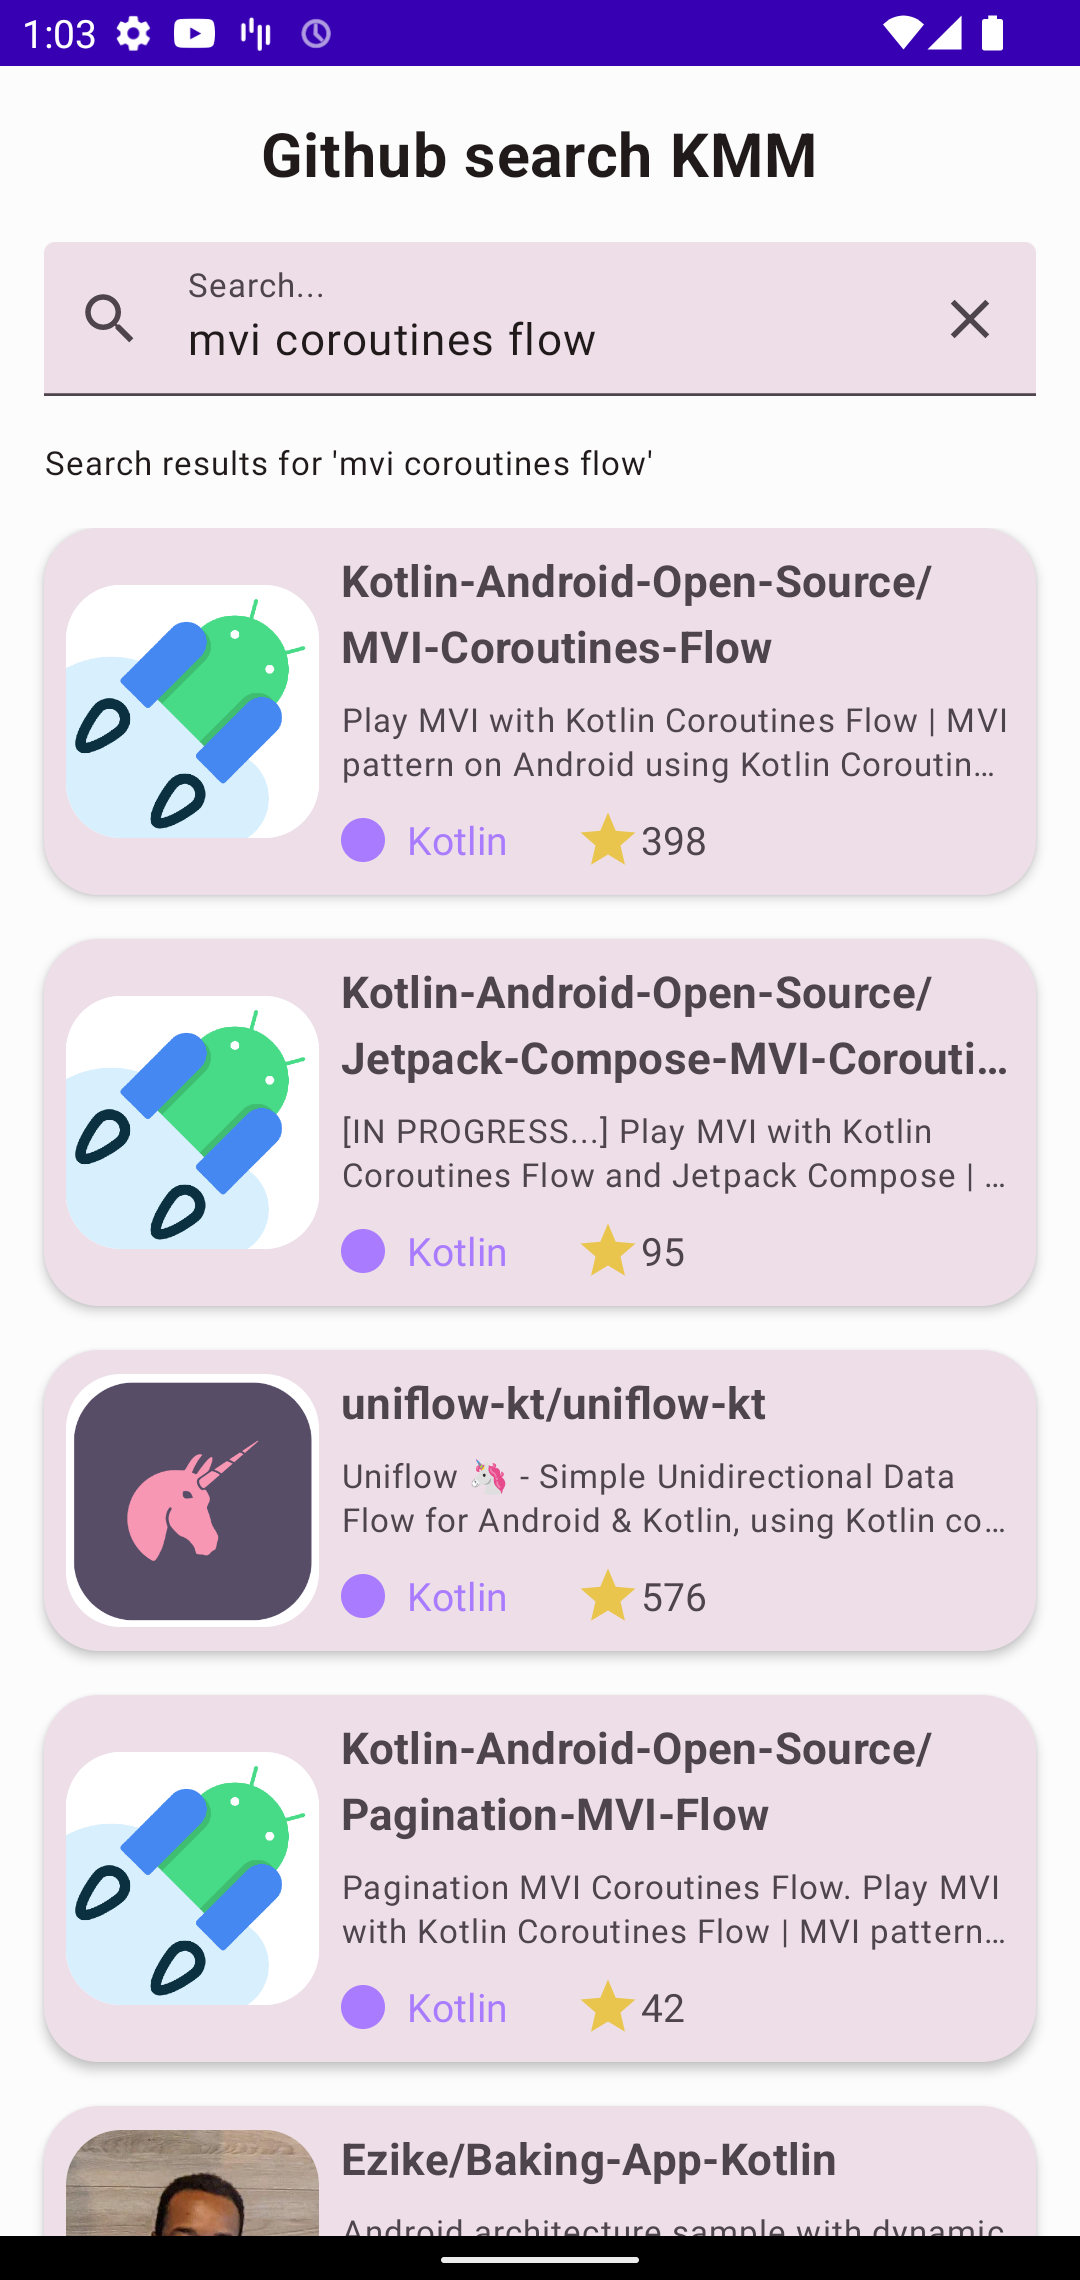 1:03
Github search KMM
Search...
mvi coroutines flow
Search results for 'mvi coroutines flow'
Kotlin-Android-Open-Source/
MVI-Coroutines-Flow
Play MVI with Kotlin Coroutines Flow | MVI
pattern on Android using Kotlin Coroutin…
Kotlin 398
Kotlin-Android-Open-Source/
Jetpack-Compose-MVI-Corouti…
[IN PROGRESS...] Play MVI with Kotlin
Coroutines Flow and Jetpack Compose | …
Kotlin 95
uniflow-kt/uniflow-kt
Uniflow 🦄 - Simple Unidirectional Data
Flow for Android & Kotlin, using Kotlin co…
Kotlin 576
Kotlin-Android-Open-Source/
Pagination-MVI-Flow
Pagination MVI Coroutines Flow. Play MVI
with Kotlin Coroutines Flow | MVI pattern…
Kotlin 42
Ezike/Baking-App-Kotlin
Android architecture sample with dynamic